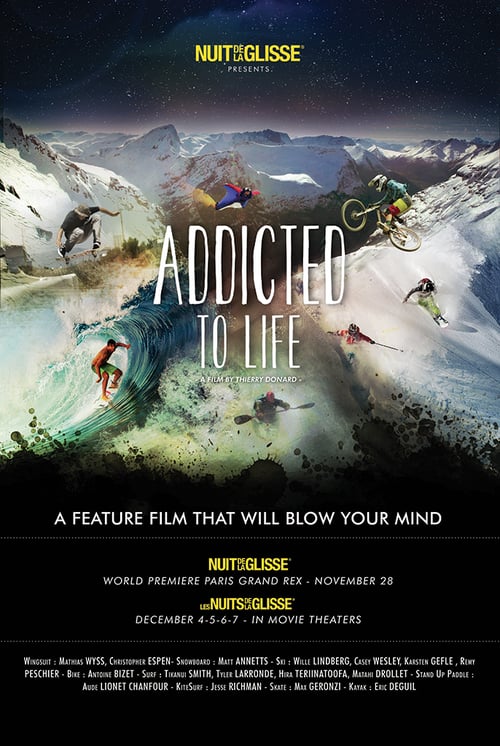 NUIT DE LA GLISSE®
PRESENTS
ADDICTED
TO LIFE
- A FILM BY THIERRY DONARD -
A FEATURE FILM THAT WILL BLOW YOUR MIND
NUIT DE LA GLISSE®
WORLD PREMIERE PARIS GRAND REX - NOVEMBER 28
LES NUITS DE LA GLISSE®
DECEMBER 4-5-6-7 - IN MOVIE THEATERS
Wingsuit : Mathias WYSS, Christopher ESPEN- Snowboard : Matt ANNETTS - Ski : Wille LINDBERG, Casey WESLEY, Karsten GEFLE , Remy
PESCHIER - Bike : Antoine BIZET - Surf : Tikanui SMITH, Tyler LARRONDE, Hira TERIINATOOFA, Matahi DROLLET - Stand Up Paddle :
Aude LIONET CHANFOUR - KiteSurf : Jesse RICHMAN - Skate : Max GERONZI - Kayak : Eric DEGUIL